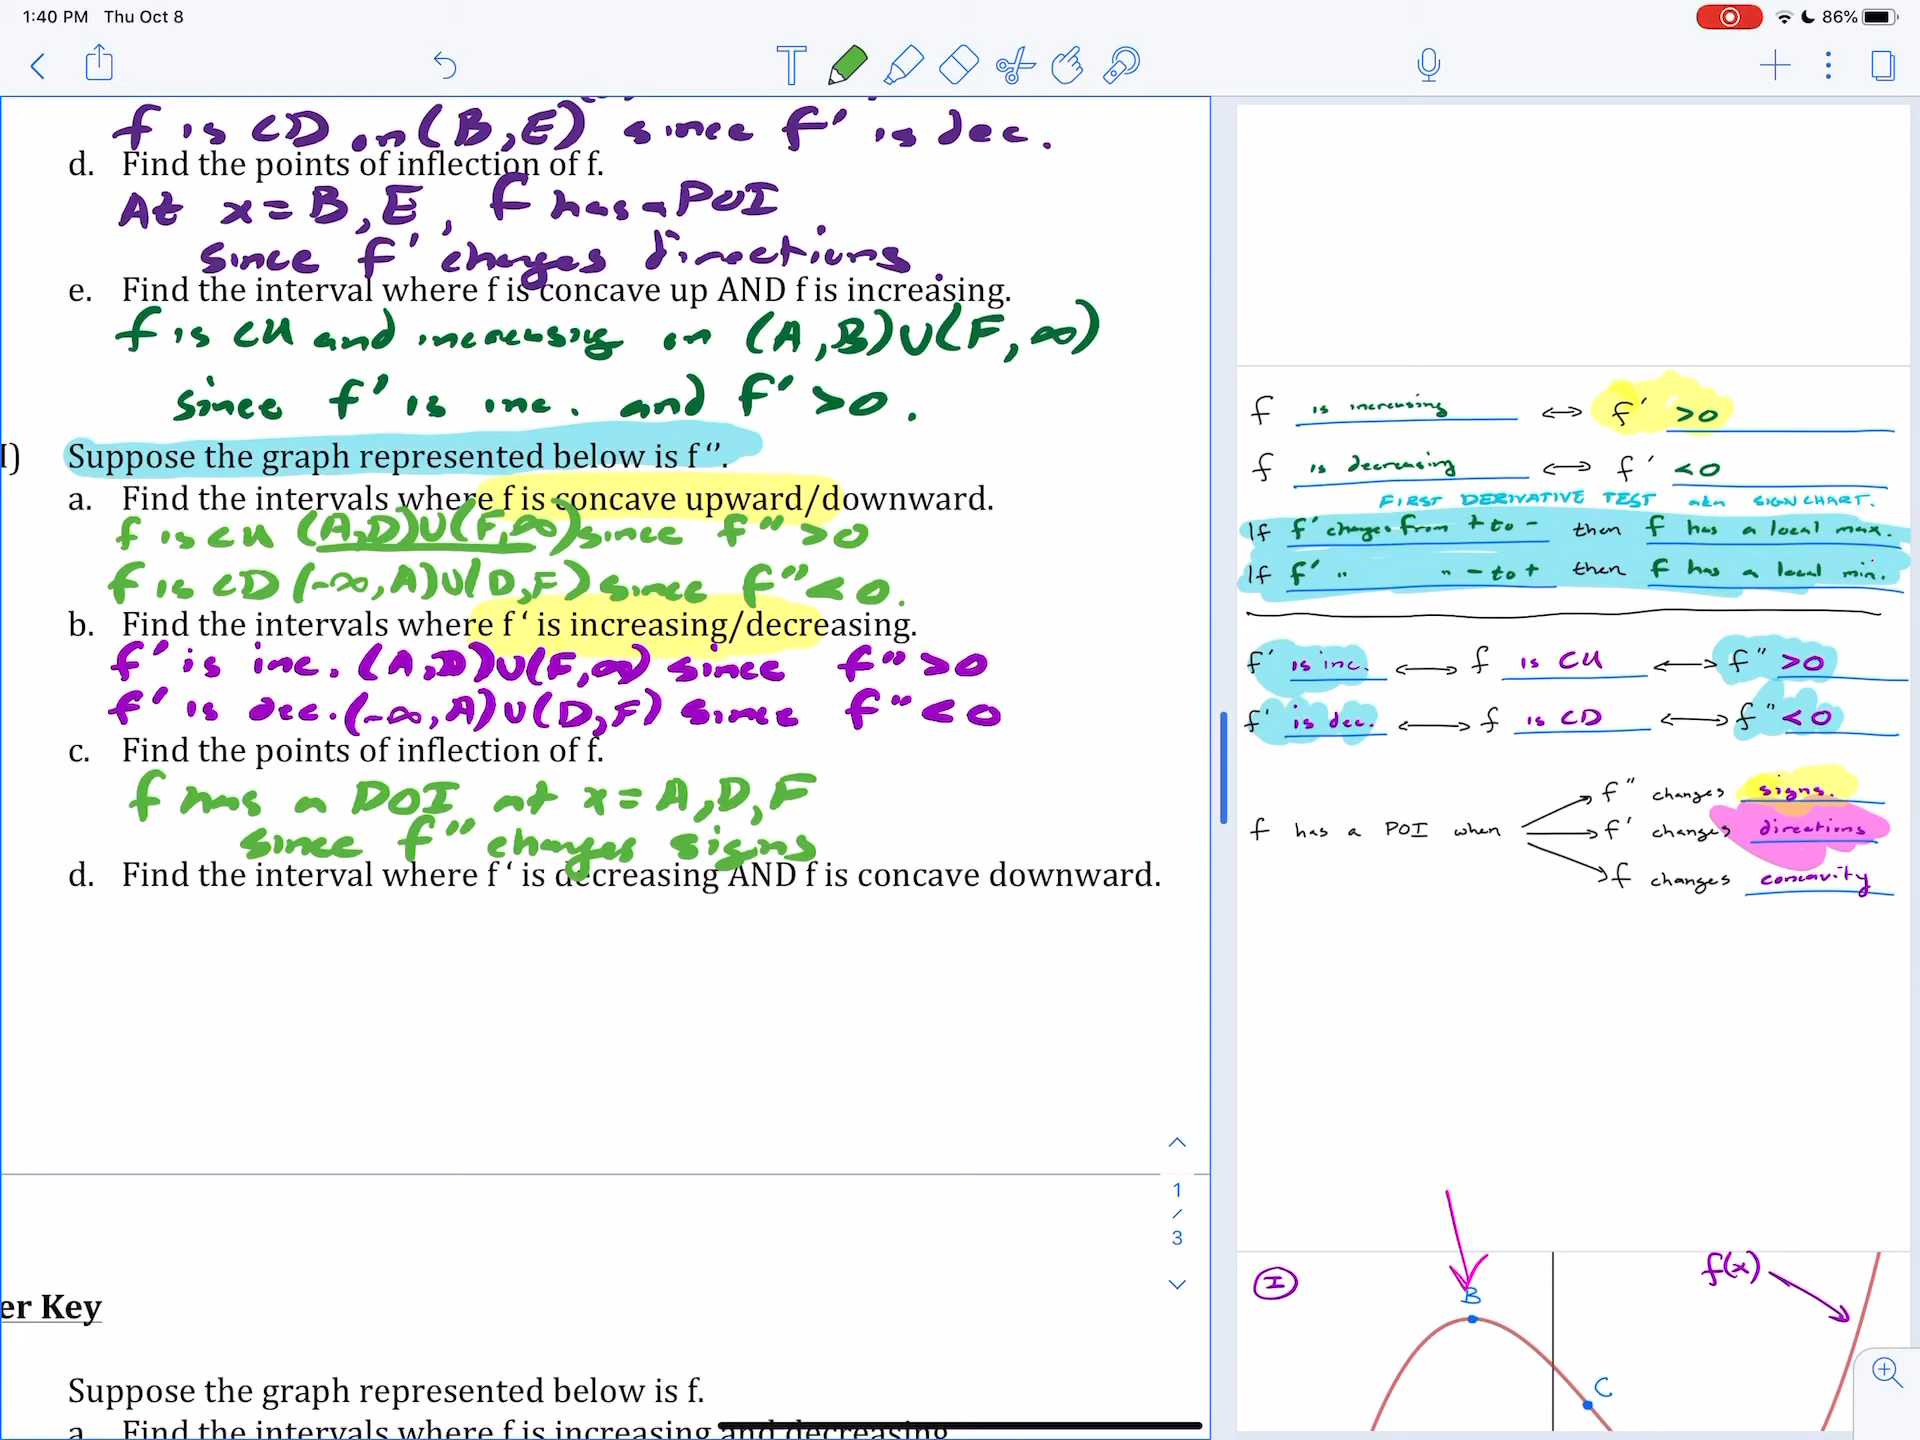 1:40 PM Thu Oct 8
86%
f is CD on (B,E) since f' is dec.
d. Find the points of inflection of f.
At x = B, E, f has a POI
since f' changes directions.
e. Find the interval where f is concave up AND f is increasing.
f is CU and increasing on (A,B)U(F,∞)
since f' is inc. and f' >0.
I) Suppose the graph represented below is f ‘’.
a. Find the intervals where f is concave upward/downward.
f is CU (A,D)U(F,∞) since f'' >0
f is CD (-∞,A)U(D,F) since f'' <0.
b. Find the intervals where f ‘ is increasing/decreasing.
f' is inc. (A,D)U(F,∞) since f'' >0
f' is dec. (-∞,A)U(D,F) since f'' <0
c. Find the points of inflection of f.
f has a POI at x = A,D,F
since f'' changes signs
d. Find the interval where f ‘ is decreasing AND f is concave downward.
1
/
3
er Key
Suppose the graph represented below is f.
a. Find the intervals where f is increasing and decreasing
f is increasing ↔ f' >0
f is decreasing ↔ f' <0
FIRST DERIVATIVE TEST aka SIGN CHART.
If f' changes from + to - then f has a local max.
If f' " " - to + then f has a local min.
f' is inc. ↔ f is CU ↔ f'' >0
f' is dec. ↔ f is CD ↔ f'' <0
f'' changes signs.
f has a POI when f' changes directions
f changes concavity
I
f(x)
B
C